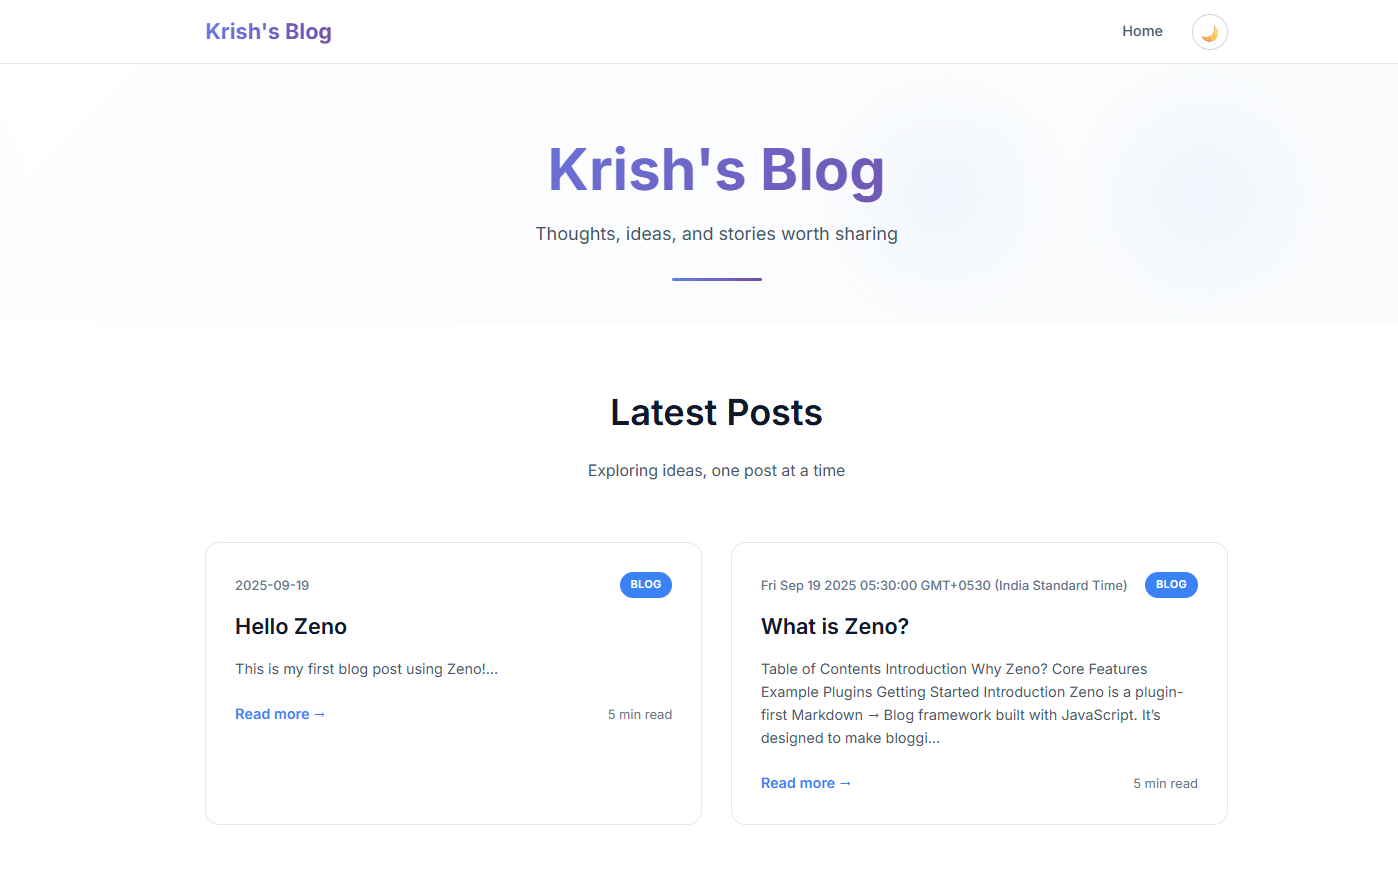 Krish's Blog
Home
Krish's Blog
Thoughts, ideas, and stories worth sharing
Latest Posts
Exploring ideas, one post at a time
2025-09-19
BLOG
Hello Zeno
This is my first blog post using Zeno!...
Read more →
5 min read
Fri Sep 19 2025 05:30:00 GMT+0530 (India Standard Time)
BLOG
What is Zeno?
Table of Contents Introduction Why Zeno? Core Features
Example Plugins Getting Started Introduction Zeno is a plugin-
first Markdown → Blog framework built with JavaScript. It’s
designed to make bloggi...
Read more →
5 min read